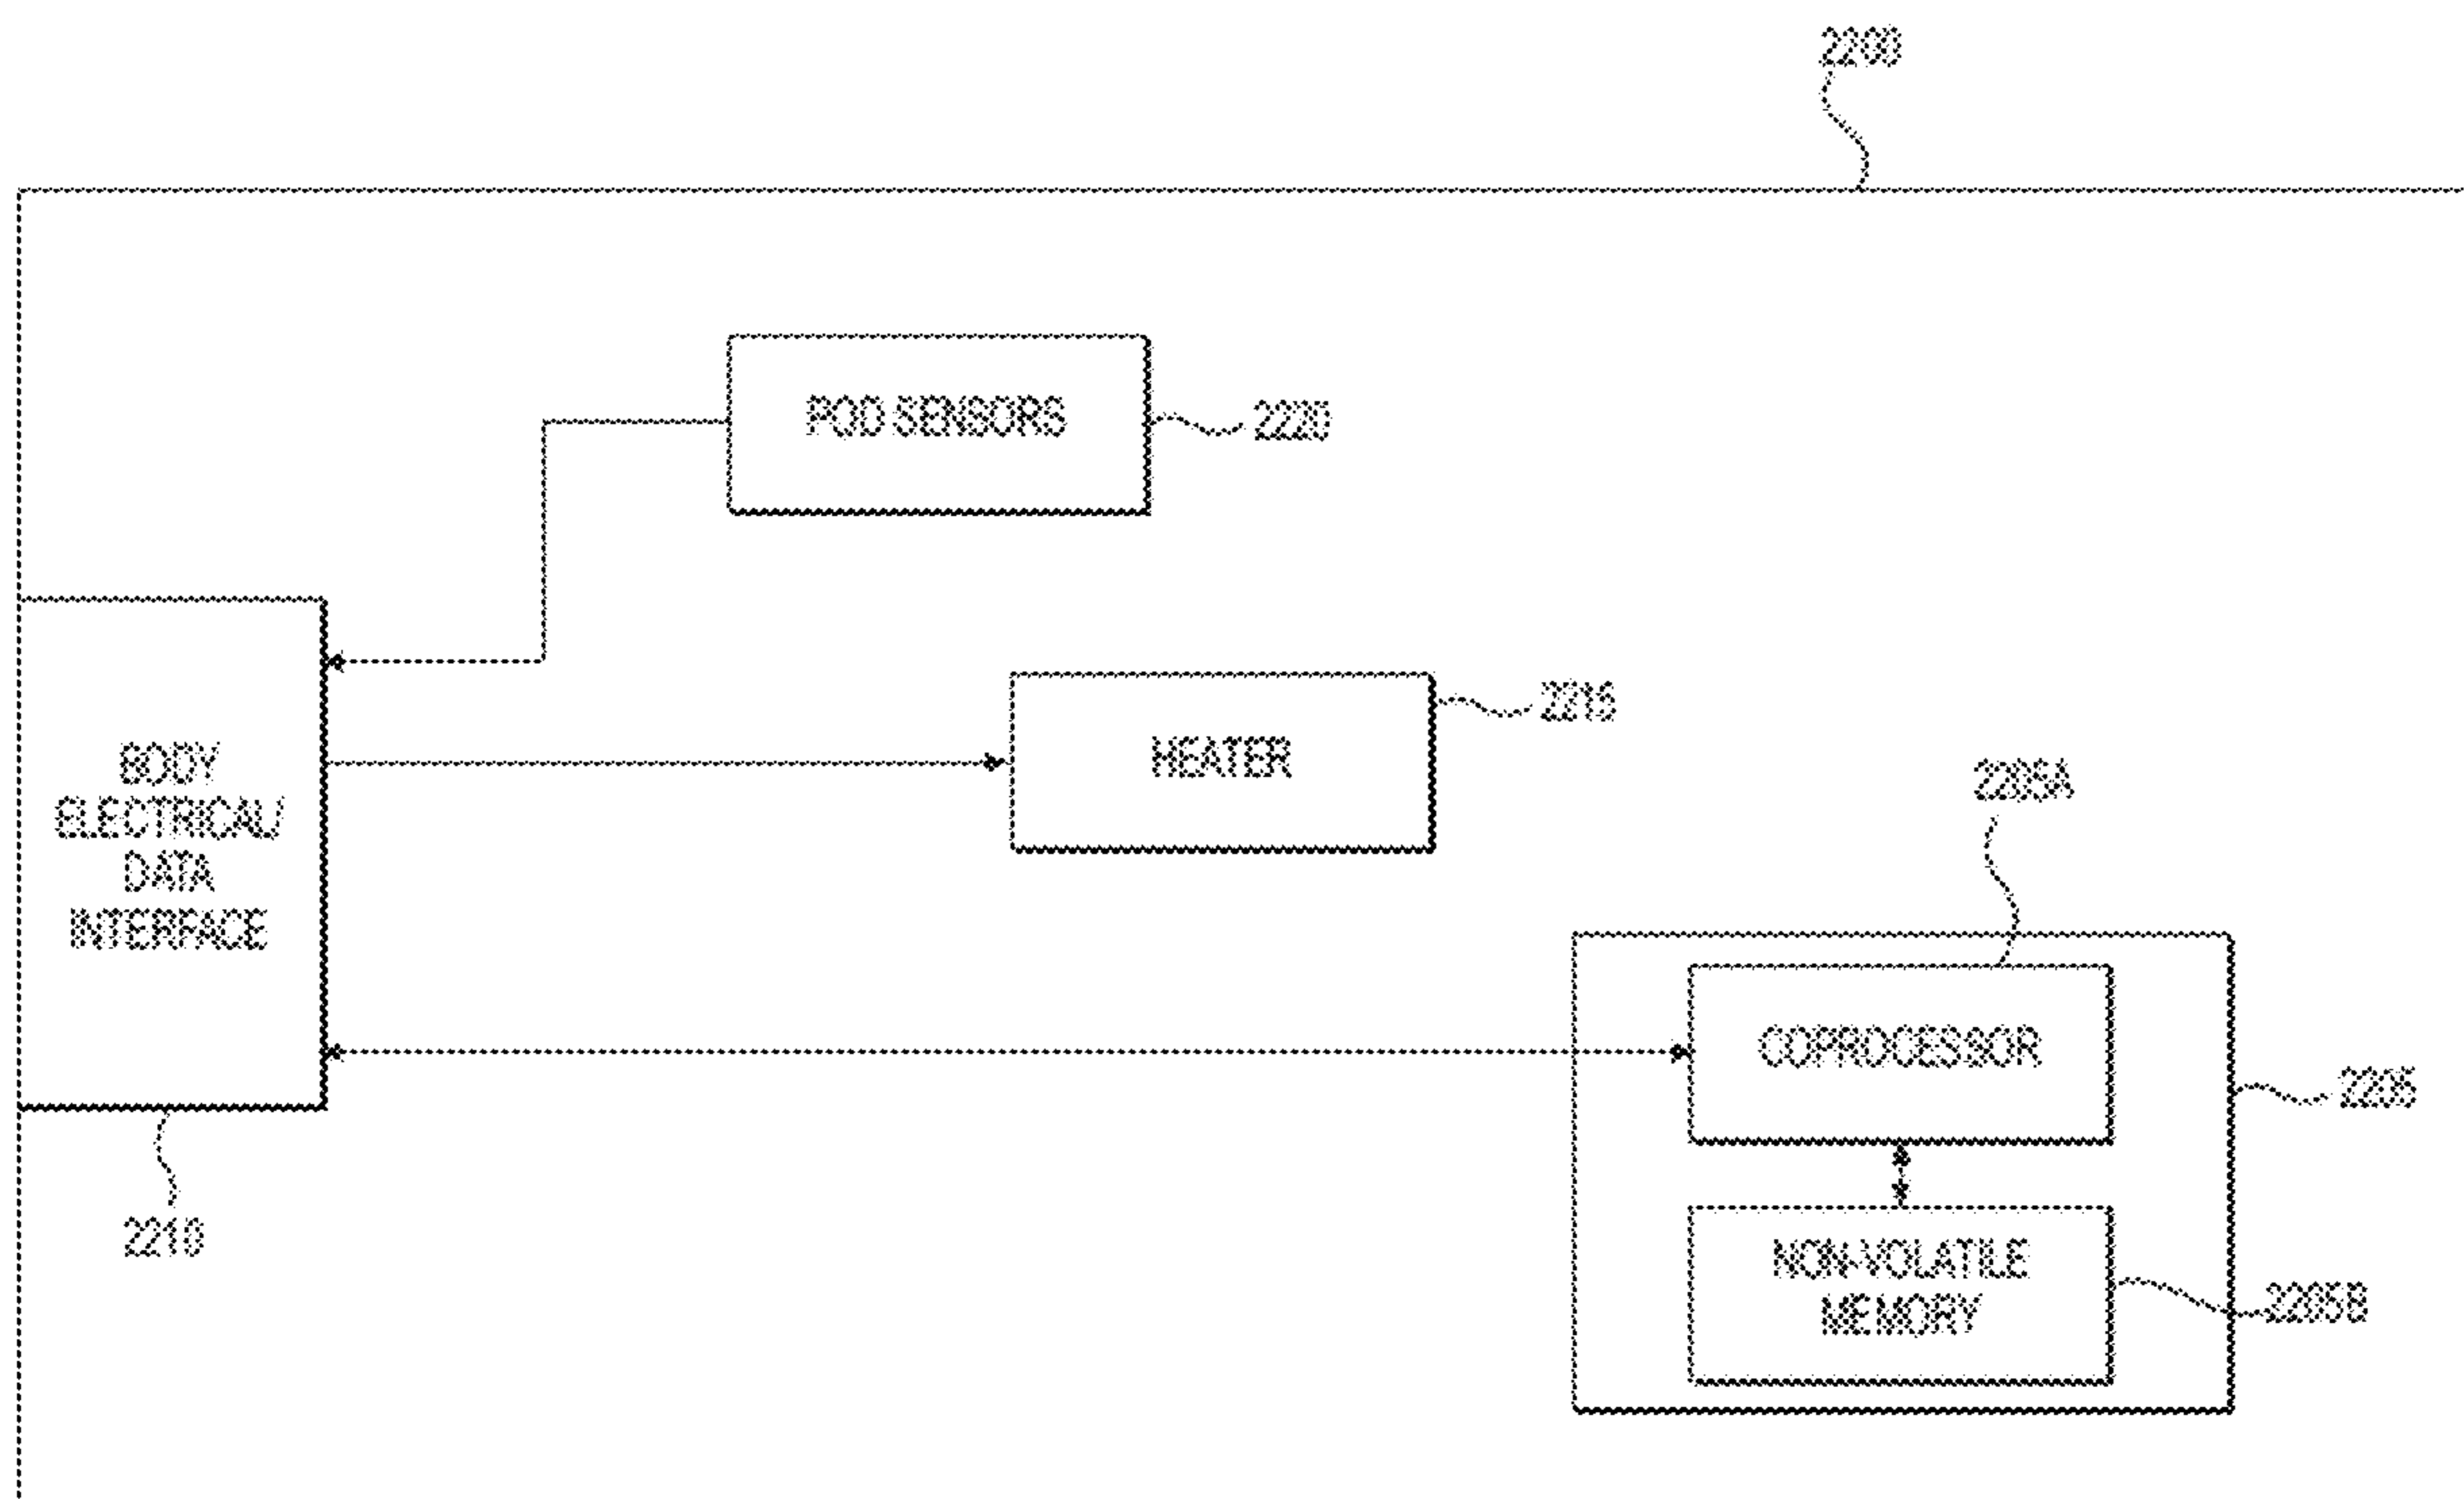 2200
POD SENSORS
2220
2215
HEATER
2205A
BODY
ELECTRICAL/
DATA
INTERFACE
COPROCESSOR
2205
2210
NON-VOLATILE
MEMORY
2205B